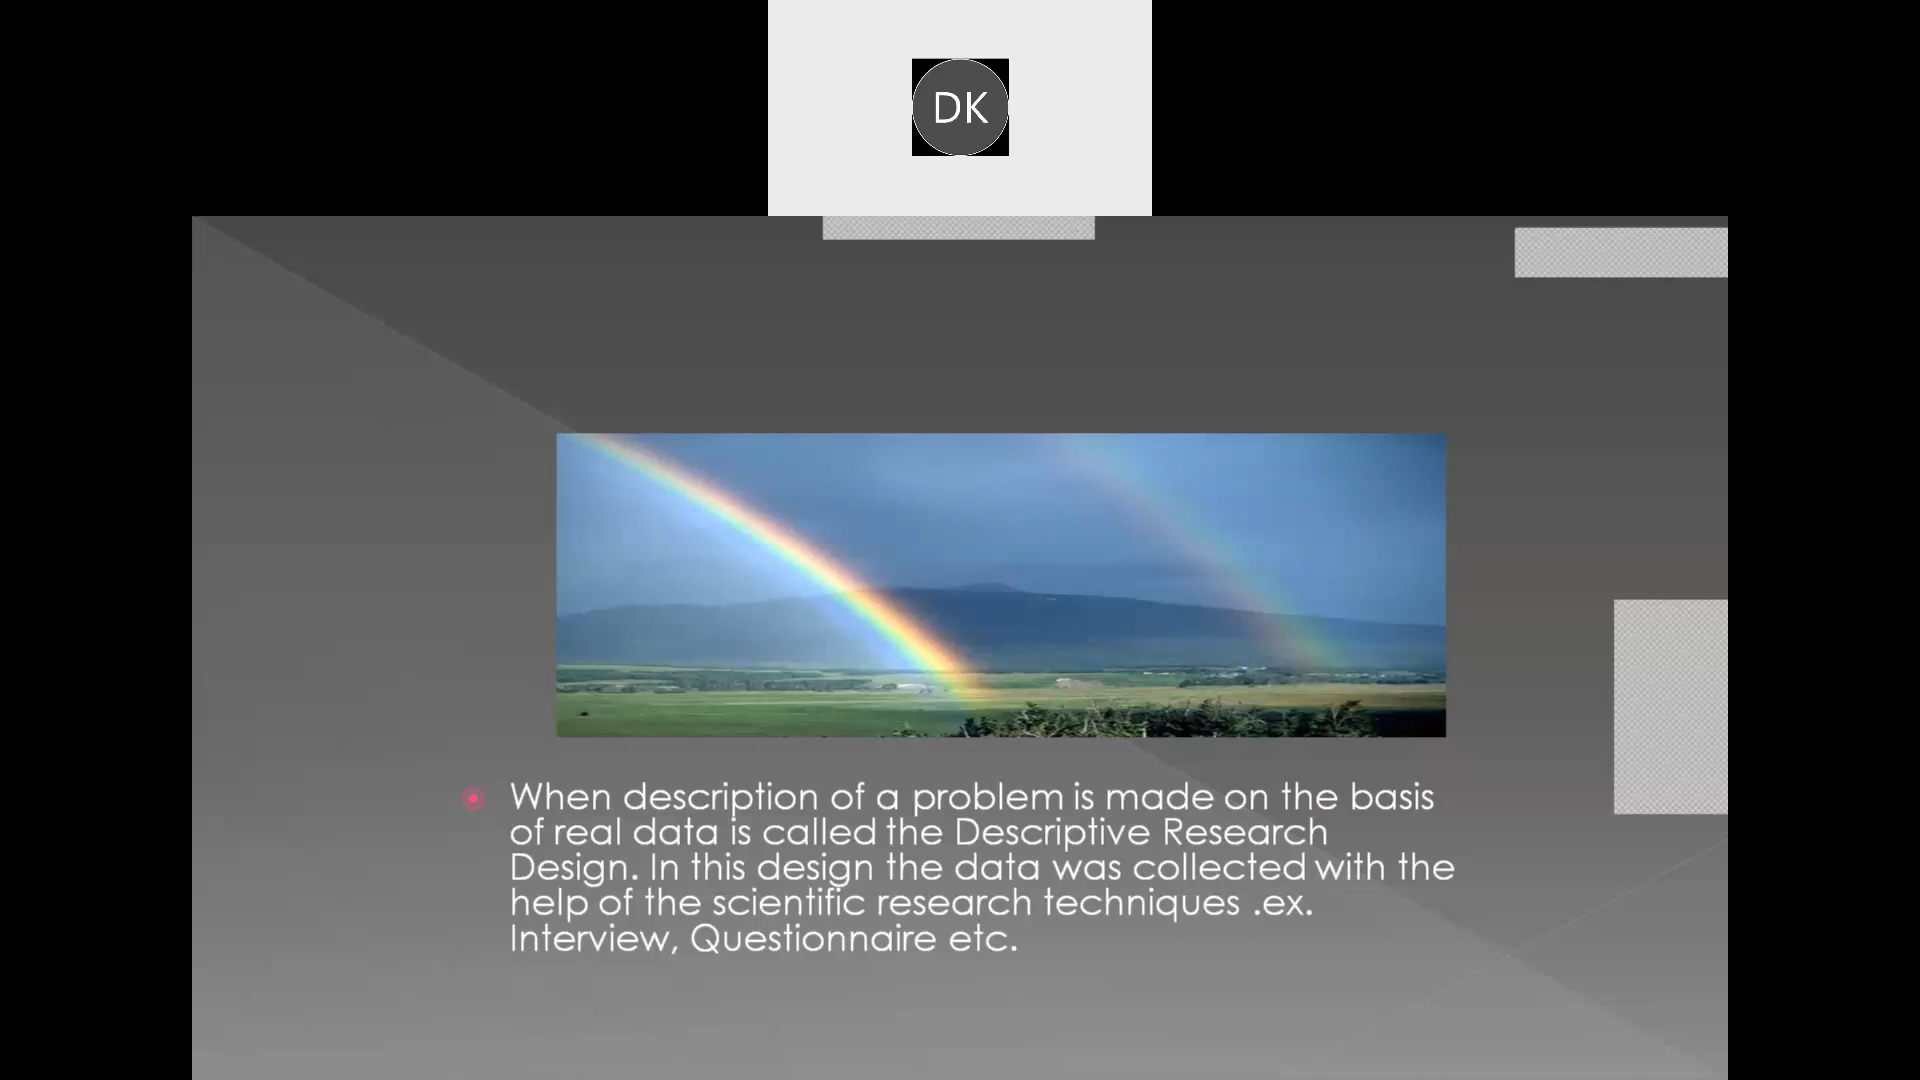 DK
When description of a problem is made on the basis
of real data is called the Descriptive Research
Design. In this design the data was collected with the
help of the scientific research techniques .ex.
Interview, Questionnaire etc.